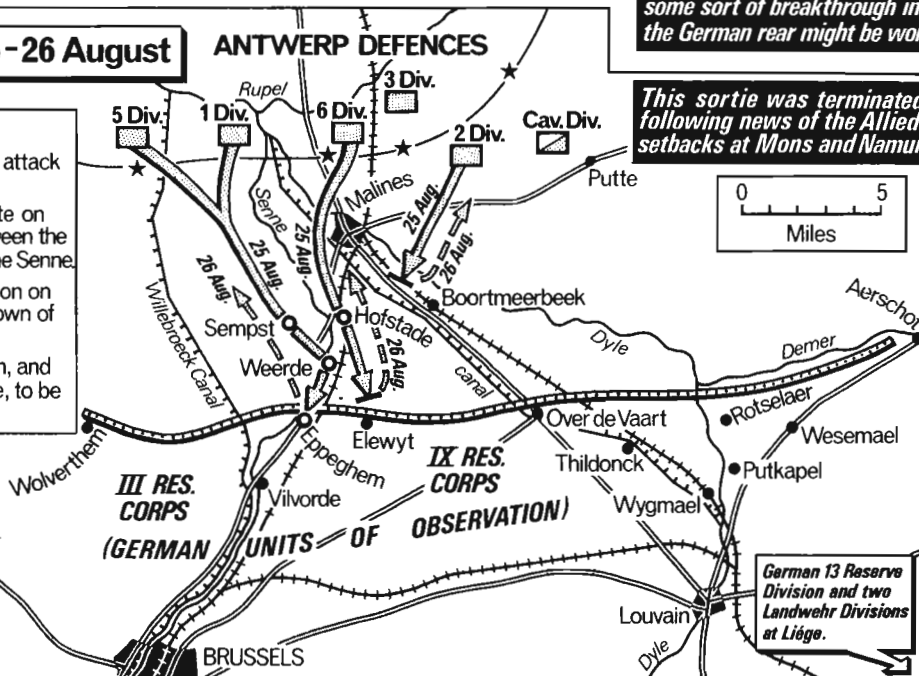 some sort of breakthrough in
the German rear might be
- 26 August
ANTWERP DEFENCES
This sortie was terminated
following news of the Allied
setbacks at Mons and Namur
attack
on
the
e Senne.
on on
own of
, and
, to be
0 5
Miles
Rupel
3 Div.
5 Div.
1 Div.
6 Div.
2 Div.
Cav. Div.
Putte
Malines
Senne
25 Aug.
26 Aug.
25 Aug.
25 Aug.
26 Aug.
Willebroeck Canal
Boortmeerbeek
Aerschot
Sempst
Hofstade
Dyle
Demer
Weerde
26 Aug.
canal
Over de Vaart
Rotselaer
Wesemael
Wolverthem
Eppeghem
Elewyt
Thildonck
Putkapel
III RES.
CORPS
IX RES.
CORPS
Vilvorde
Wygmael
(GERMAN UNITS OF OBSERVATION)
German 13 Reserve
Division and two
Landwehr Divisions
at Liége.
Louvain
Dyle
BRUSSELS